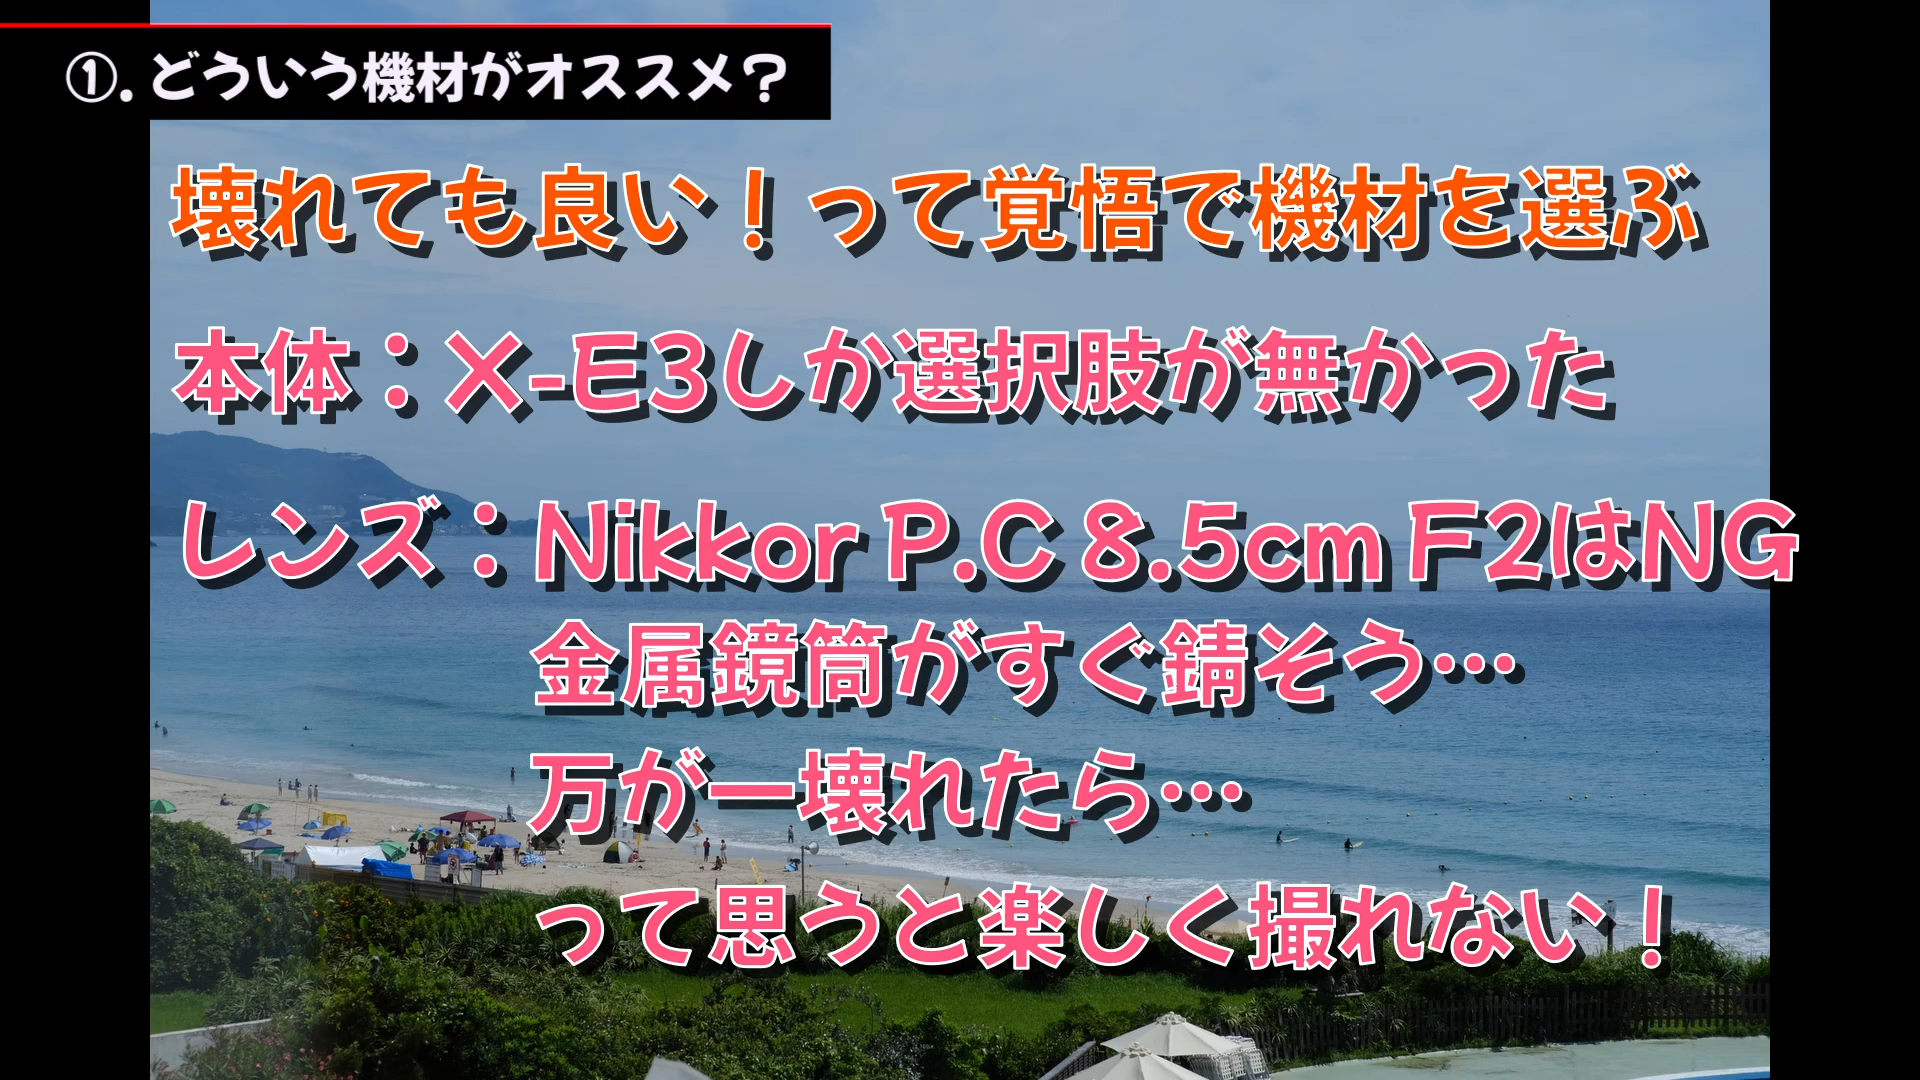 ①. どういう機材がオススメ？
壊れても良い！って覚悟で機材を選ぶ
本体：X-E3しか選択肢が無かった
レンズ：Nikkor P.C 8.5cm F2はNG
金属鏡筒がすぐ錆そう…
万が一壊れたら…
って思うと楽しく撮れない！